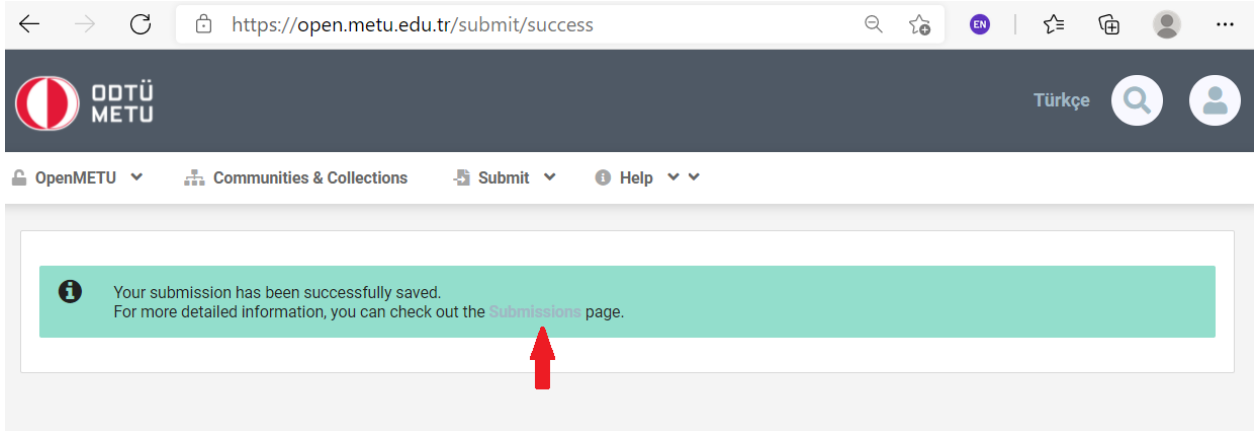 https://open.metu.edu.tr/submit/success
EN
ODTÜ
METU
Türkçe
OpenMETU
Communities & Collections
Submit
Help
Your submission has been successfully saved.
For more detailed information, you can check out the Submissions page.